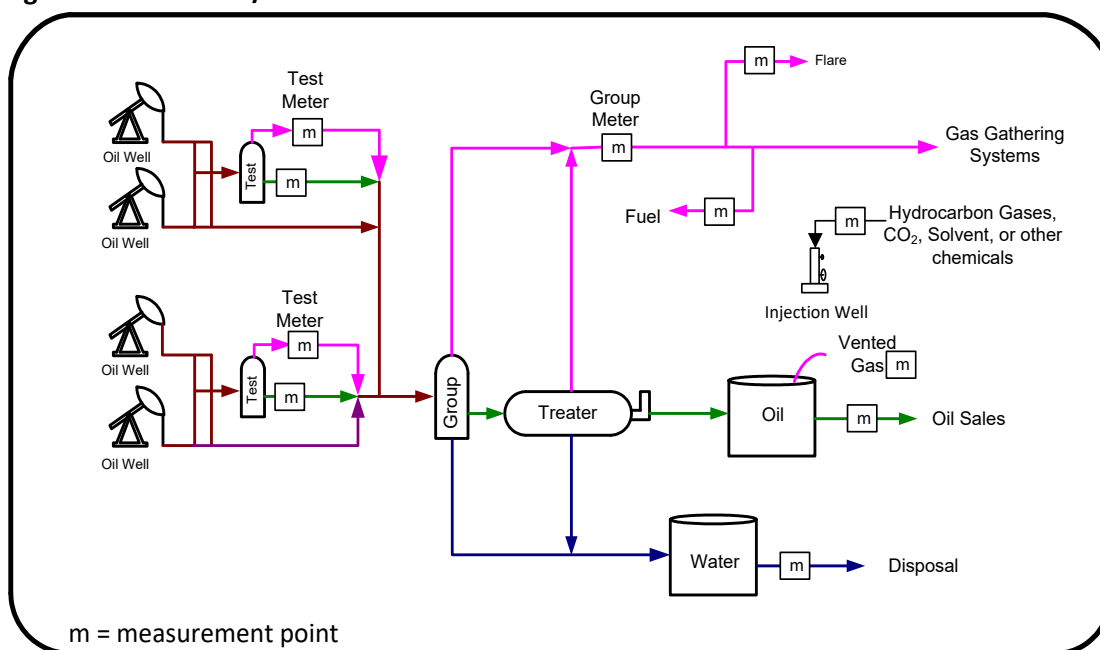 Test
Meter
m
Oil Well
Test
m
Oil Well
Test
Meter
m
Oil Well
Test
m
Oil Well
Group
Meter
m
m
Flare
Gas Gathering
Systems
Fuel
m
m
Hydrocarbon Gases,
CO₂, Solvent, or other
chemicals
Injection Well
Vented
Gas
m
Group
Treater
Oil
m
Oil Sales
Water
m
Disposal
m = measurement point